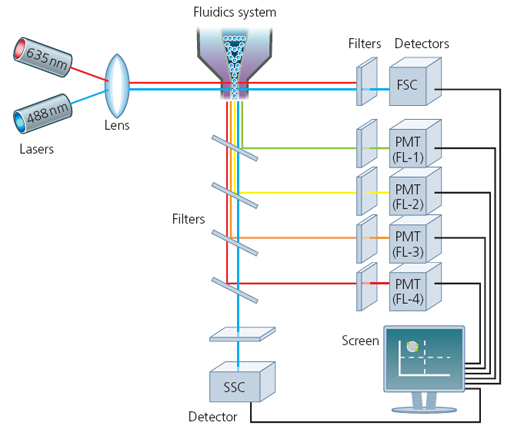 Fluidics system
635 nm
Filters
Detectors
FSC
488 nm
Lens
Lasers
PMT
(FL-1)
PMT
(FL-2)
Filters
PMT
(FL-3)
PMT
(FL-4)
Screen
SSC
Detector